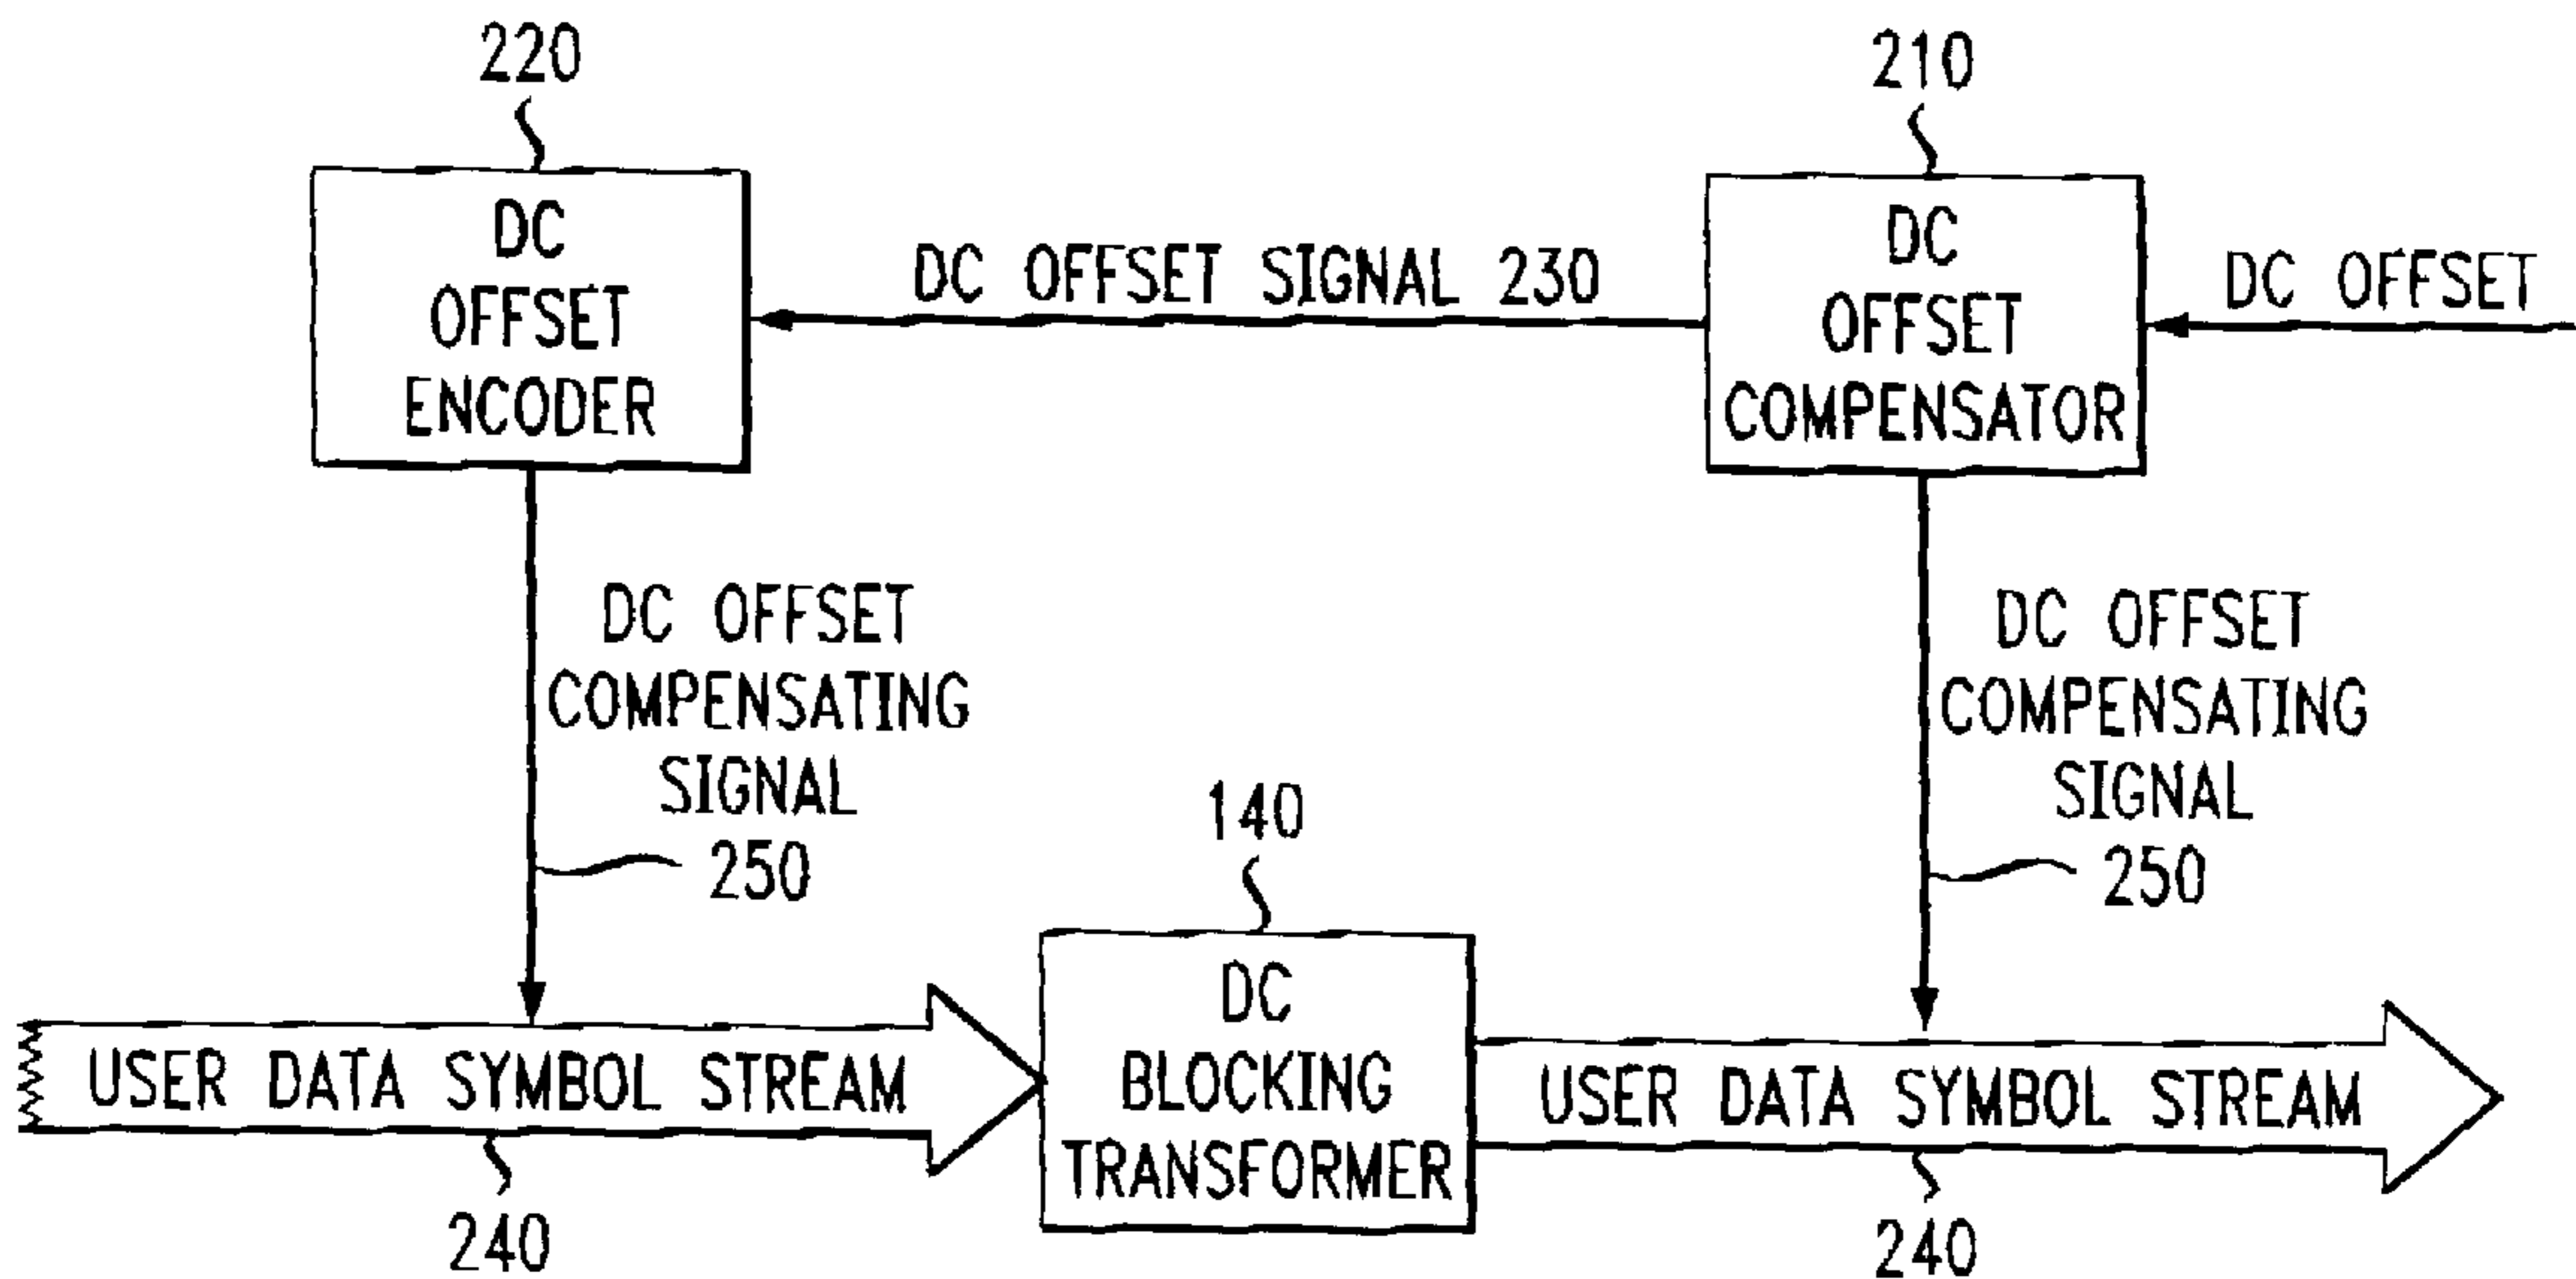 220
210
DC
OFFSET
ENCODER
DC OFFSET SIGNAL 230
DC
OFFSET
COMPENSATOR
DC OFFSET
DC OFFSET
COMPENSATING
SIGNAL
250
DC OFFSET
COMPENSATING
SIGNAL
250
140
USER DATA SYMBOL STREAM
DC
BLOCKING
TRANSFORMER
USER DATA SYMBOL STREAM
240
240